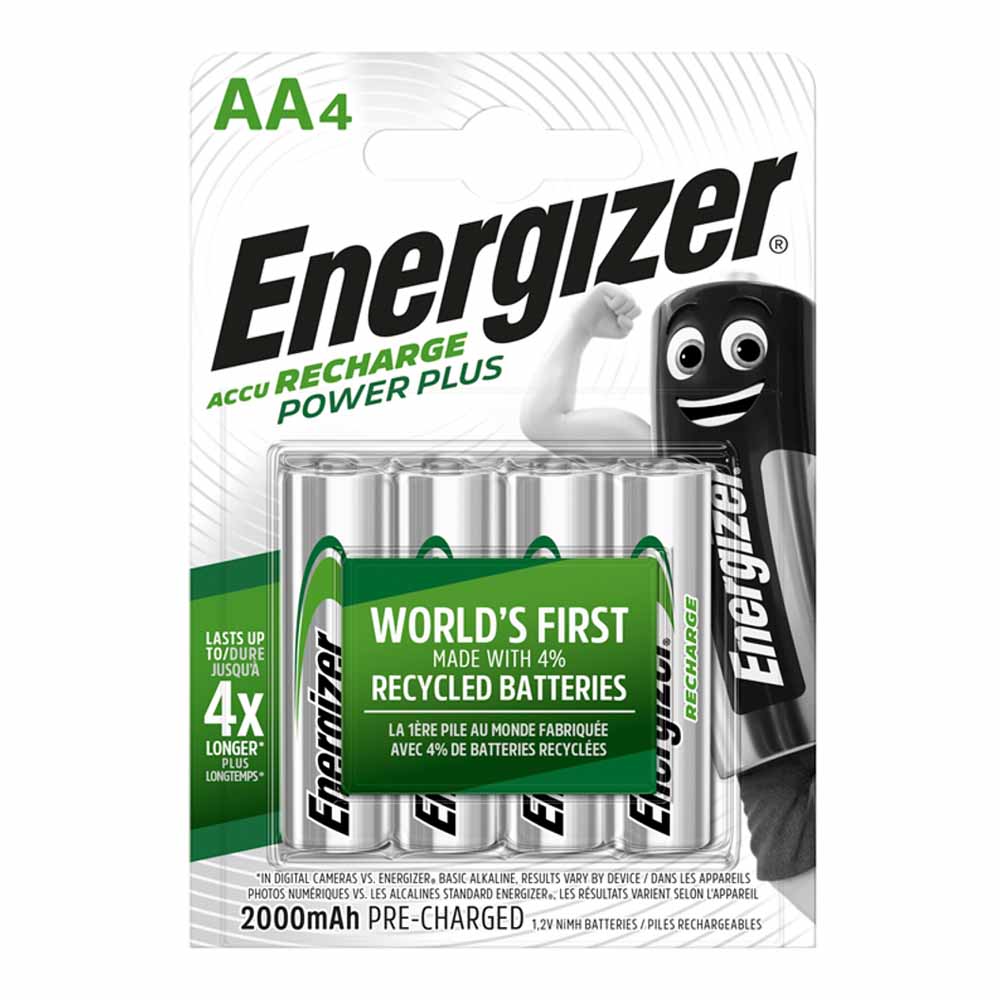 AA4
Energizer®
ACCU RECHARGE
POWER PLUS
Energizer
LASTS UP
TO/DURE
JUSQU'À
4x
LONGER*
PLUS
LONGTEMPS*
Energizer
WORLD'S FIRST
MADE WITH 4%
RECYCLED BATTERIES
LA 1ÈRE PILE AU MONDE FABRIQUÉE
AVEC 4% DE BATTERIES RECYCLÉES
Energizer®
RECHARGE
*IN DIGITAL CAMERAS VS. ENERGIZER® BASIC ALKALINE, RESULTS VARY BY DEVICE / DANS LES APPAREILS
PHOTOS NUMÉRIQUES VS. LES ALCALINES STANDARD ENERGIZER®, LES RÉSULTATS VARIENT SELON L'APPAREIL
2000mAh PRE-CHARGED 1,2V NiMH BATTERIES / PILES RECHARGEABLES